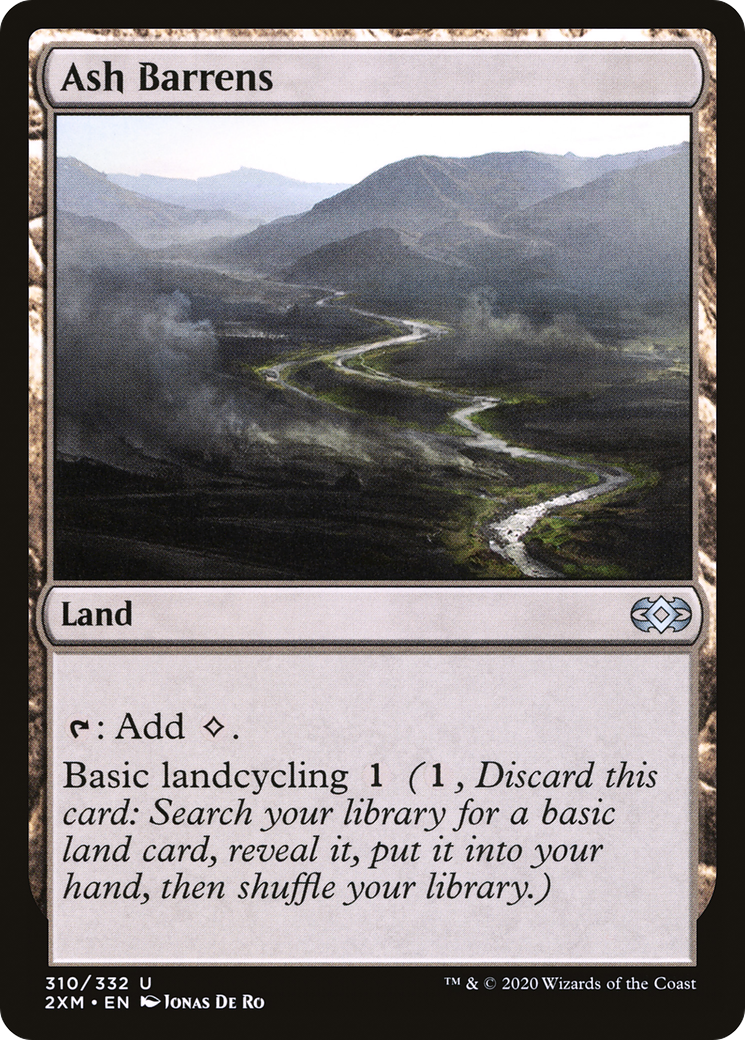 Ash Barrens
Land
: Add .
Basic landcycling 1 (1, Discard this
card: Search your library for a basic
land card, reveal it, put it into your
hand, then shuffle your library.)
310/332 U
™ & © 2020 Wizards of the Coast
2XM • EN Jonas De Ro